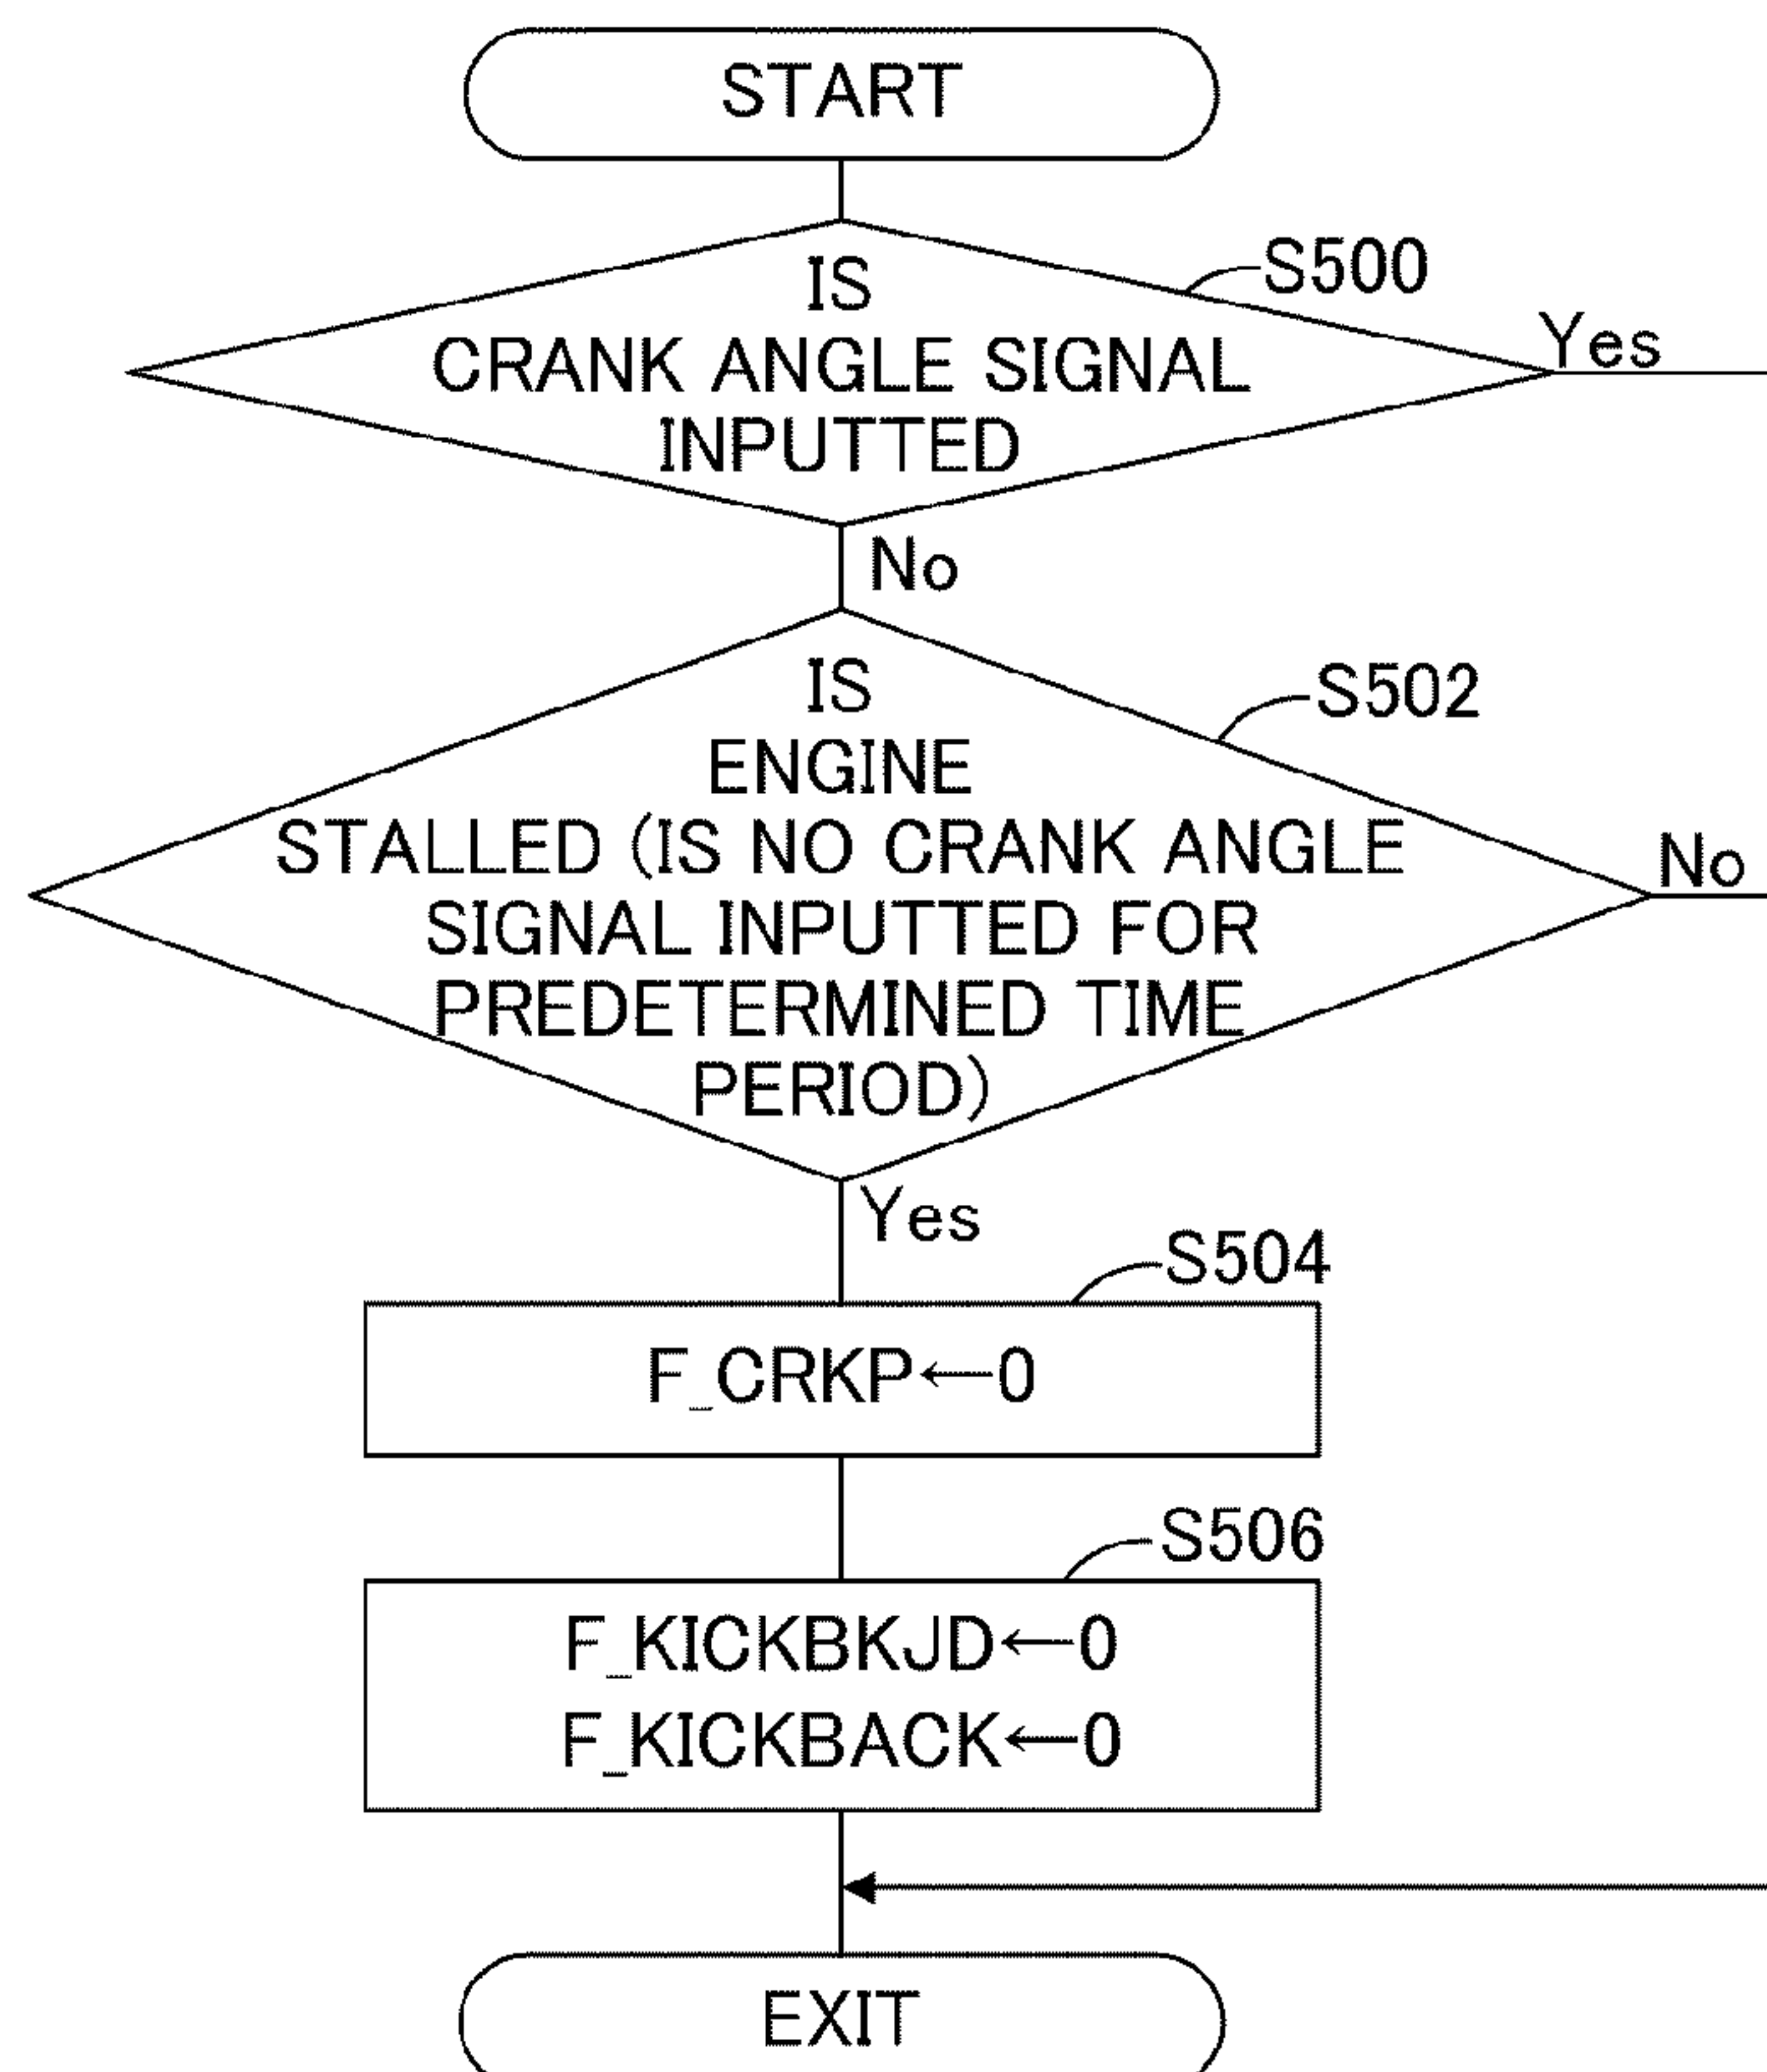 START
S500
IS
CRANK ANGLE SIGNAL
INPUTTED
Yes
No
S502
IS
ENGINE
STALLED (IS NO CRANK ANGLE
SIGNAL INPUTTED FOR
PREDETERMINED TIME
PERIOD)
No
Yes
S504
F_CRKP←0
S506
F_KICKBKJD←0
F_KICKBACK←0
EXIT